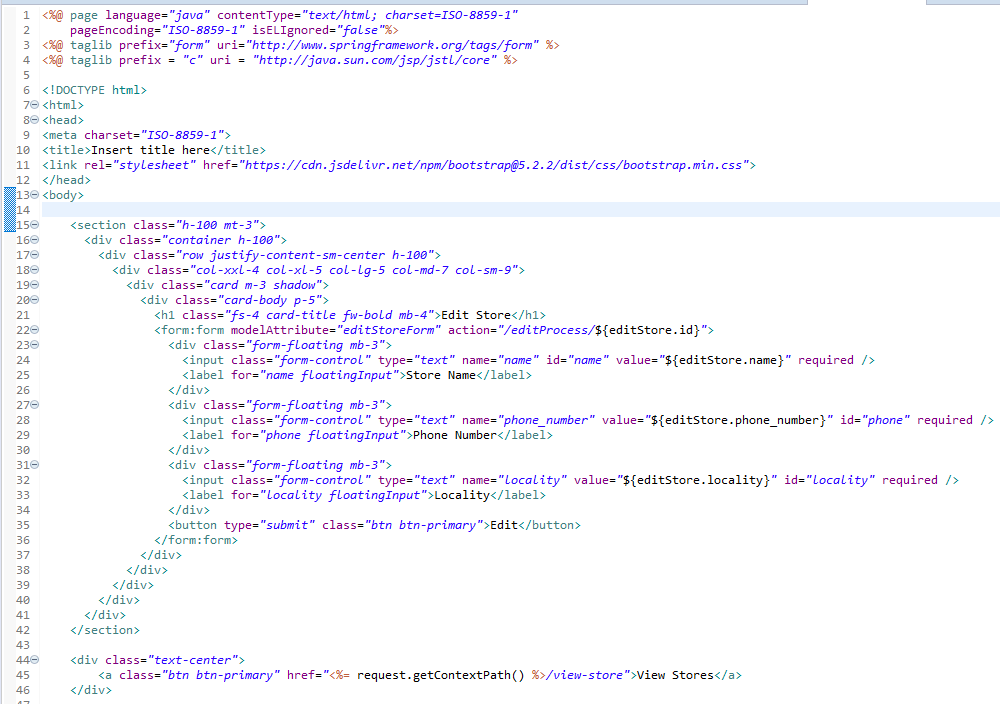 1 <%@ page language="java" contentType="text/html; charset=ISO-8859-1"
2     pageEncoding="ISO-8859-1" isELIgnored="false"%>
3 <%@ taglib prefix="form" uri="http://www.springframework.org/tags/form" %>
4 <%@ taglib prefix = "c" uri = "http://java.sun.com/jsp/jstl/core" %>
5
6 <!DOCTYPE html>
7 <html>
8 <head>
9 <meta charset="ISO-8859-1">
10 <title>Insert title here</title>
11 <link rel="stylesheet" href="https://cdn.jsdelivr.net/npm/bootstrap@5.2.2/dist/css/bootstrap.min.css">
12 </head>
13 <body>
14
15     <section class="h-100 mt-3">
16       <div class="container h-100">
17         <div class="row justify-content-sm-center h-100">
18           <div class="col-xxl-4 col-xl-5 col-lg-5 col-md-7 col-sm-9">
19             <div class="card m-3 shadow">
20               <div class="card-body p-5">
21                 <h1 class="fs-4 card-title fw-bold mb-4">Edit Store</h1>
22                 <form:form modelAttribute="editStoreForm" action="/editProcess/${editStore.id}">
23                   <div class="form-floating mb-3">
24                     <input class="form-control" type="text" name="name" id="name" value="${editStore.name}" required />
25                     <label for="name floatingInput">Store Name</label>
26                   </div>
27                   <div class="form-floating mb-3">
28                     <input class="form-control" type="text" name="phone_number" value="${editStore.phone_number}" id="phone" required />
29                     <label for="phone floatingInput">Phone Number</label>
30                   </div>
31                   <div class="form-floating mb-3">
32                     <input class="form-control" type="text" name="locality" value="${editStore.locality}" id="locality" required />
33                     <label for="locality floatingInput">Locality</label>
34                   </div>
35                   <button type="submit" class="btn btn-primary">Edit</button>
36                 </form:form>
37               </div>
38             </div>
39           </div>
40         </div>
41       </div>
42     </section>
43
44     <div class="text-center">
45         <a class="btn btn-primary" href="<%= request.getContextPath() %>/view-store">View Stores</a>
46     </div>